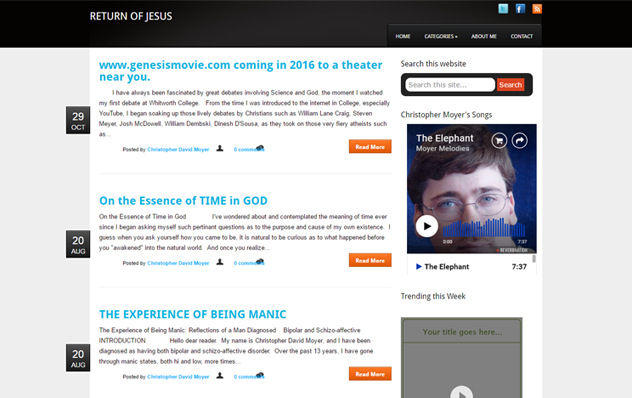 RETURN OF JESUS
HOME CATEGORIES ABOUT ME CONTACT
www.genesismovie.com coming in 2016 to a theater
near you.
29
OCT
I have always been fascinated by great debates involving Science and God, the moment I watched
my first debate at Whitworth College. From the time I was introduced to the internet in College, especially
YouTube, I began soaking up those lively debates by Christians such as William Lane Craig, Steven
Meyer, Josh McDowell, William Dembski, Dinesh D'Sousa, as they took on those very fiery atheists such
as...
Posted by Christopher David Moyer 0 comments
Read More
On the Essence of TIME in GOD
20
AUG
On the Essence of Time in God I've wondered about and contemplated the meaning of time ever
since I began asking myself such pertinent questions as to the purpose and cause of my own existence. I
guess when you ask yourself how you came to be, it is natural to be curious as to what happened before
you "awakened" into the natural world. And once you realize...
Posted by Christopher David Moyer 0 comments
Read More
THE EXPERIENCE OF BEING MANIC
20
AUG
The Experience of Being Manic: Reflections of a Man Diagnosed Bipolar and Schizo-affective
INTRODUCTION Hello dear reader. My name is Christopher David Moyer, and I have been
diagnosed as having both bipolar and schizo-affective disorder. Over the past 13 years, I have gone
through manic states, both hi and low, more times...
Posted by Christopher David Moyer 0 comments
Read More
Search this website
Search this site... Search
Christopher Moyer's Songs
The Elephant
Moyer Melodies
0:00 7:37
REVERBNATION
The Elephant 7:37
Trending this Week
Your title goes here...